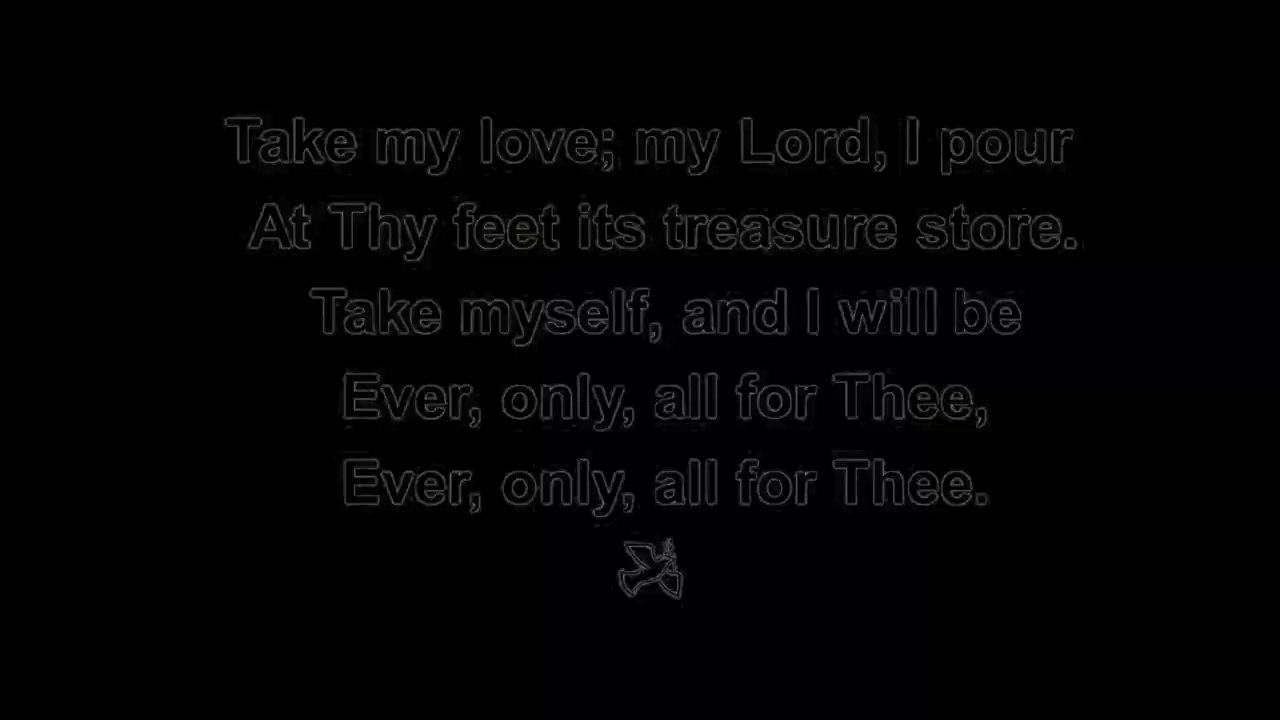 Take my love; my Lord, I pour
At Thy feet its treasure store.
Take myself, and I will be
Ever, only, all for Thee,
Ever, only, all for Thee.